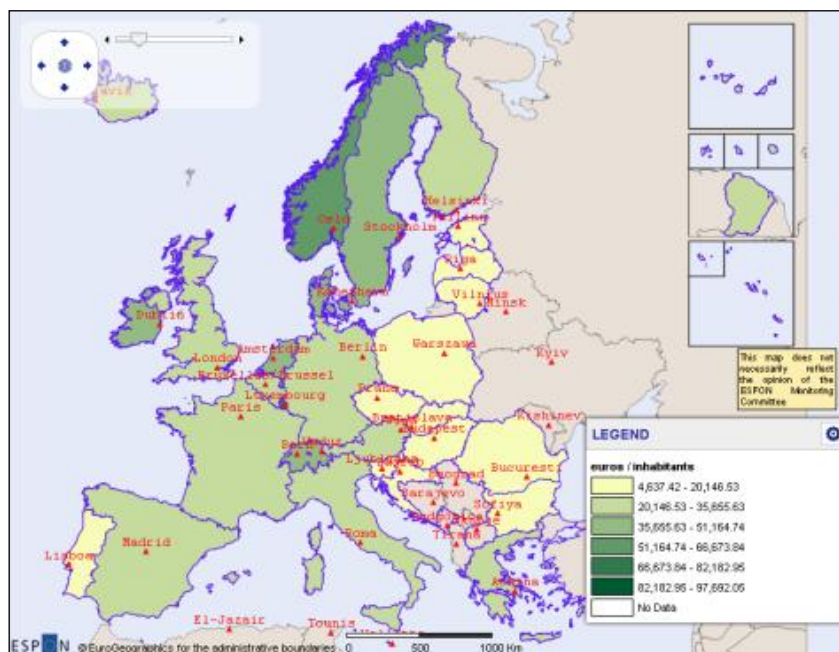 Helsinki
Oslo
Stockholm
Riga
Vilnius
Minsk
Dublin
Amsterdam
Berlin
Warszawa
London
Kyiv
Luxembourg
Praha
Paris
Bratislava
Budapest
Kishinev
Bern
Ljubljana
Beograd
Bucuresti
Sarajevo
Sofiya
Roma
Tirana
Madrid
Lisboa
El-Jazair
Tounis
This map does not
necessarily reflect
the opinion of the
ESPON Monitoring
Committee
LEGEND
euros / inhabitants
4,637.42 - 20,146.53
20,146.53 - 35,655.63
35,655.63 - 51,164.74
51,164.74 - 66,673.84
66,673.84 - 82,182.95
82,182.95 - 97,692.05
No Data
ESPON
© EuroGeographics for the administrative boundaries
0 500 1000 Km